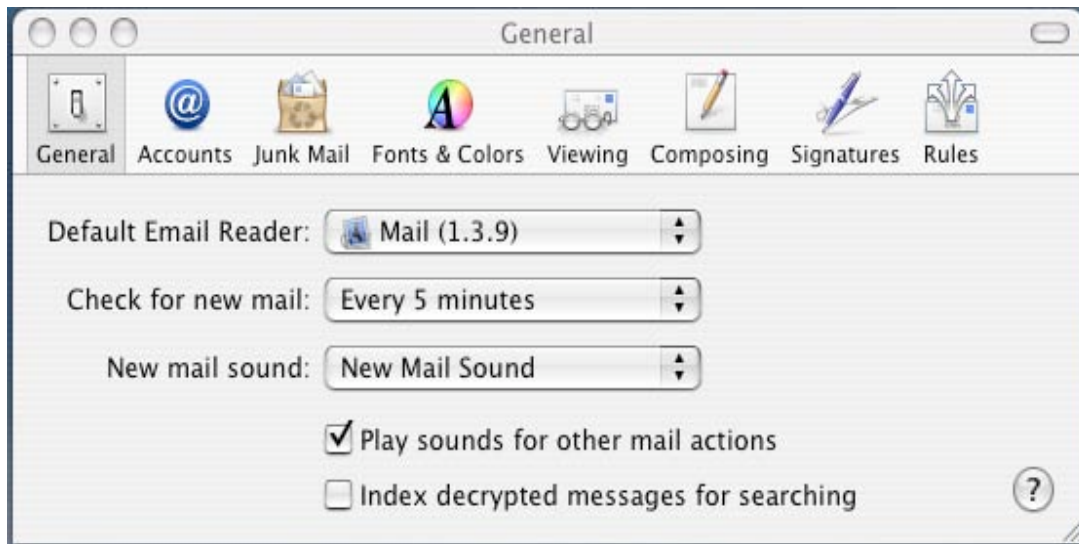 General
General Accounts Junk Mail Fonts & Colors Viewing Composing Signatures Rules
Default Email Reader: Mail (1.3.9)
Check for new mail: Every 5 minutes
New mail sound: New Mail Sound
Play sounds for other mail actions
Index decrypted messages for searching
?